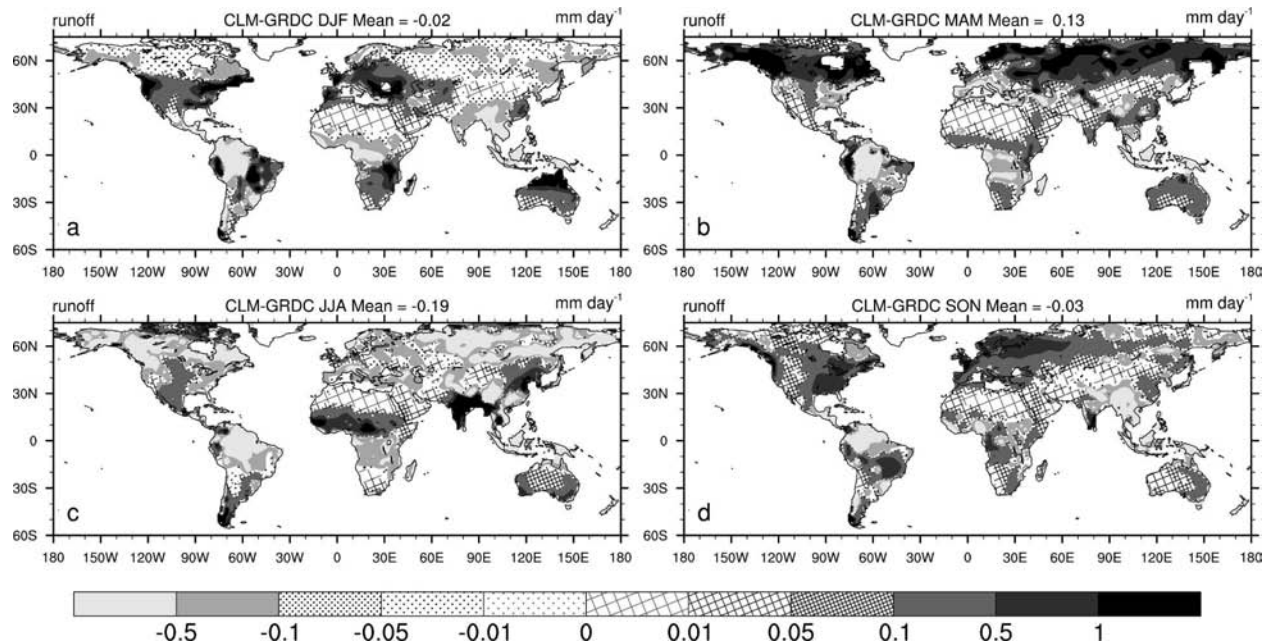 runoff CLM-GRDC DJF Mean = -0.02 mm day-1
runoff CLM-GRDC MAM Mean = 0.13 mm day-1
60N
30N
0
30S
60S
a
180 150W 120W 90W 60W 30W 0 30E 60E 90E 120E 150E 180
60N
30N
0
30S
60S
b
180 150W 120W 90W 60W 30W 0 30E 60E 90E 120E 150E 180
runoff CLM-GRDC JJA Mean = -0.19 mm day-1
runoff CLM-GRDC SON Mean = -0.03 mm day-1
60N
30N
0
30S
60S
c
180 150W 120W 90W 60W 30W 0 30E 60E 90E 120E 150E 180
60N
30N
0
30S
60S
d
180 150W 120W 90W 60W 30W 0 30E 60E 90E 120E 150E 180
-0.5 -0.1 -0.05 -0.01 0 0.01 0.05 0.1 0.5 1